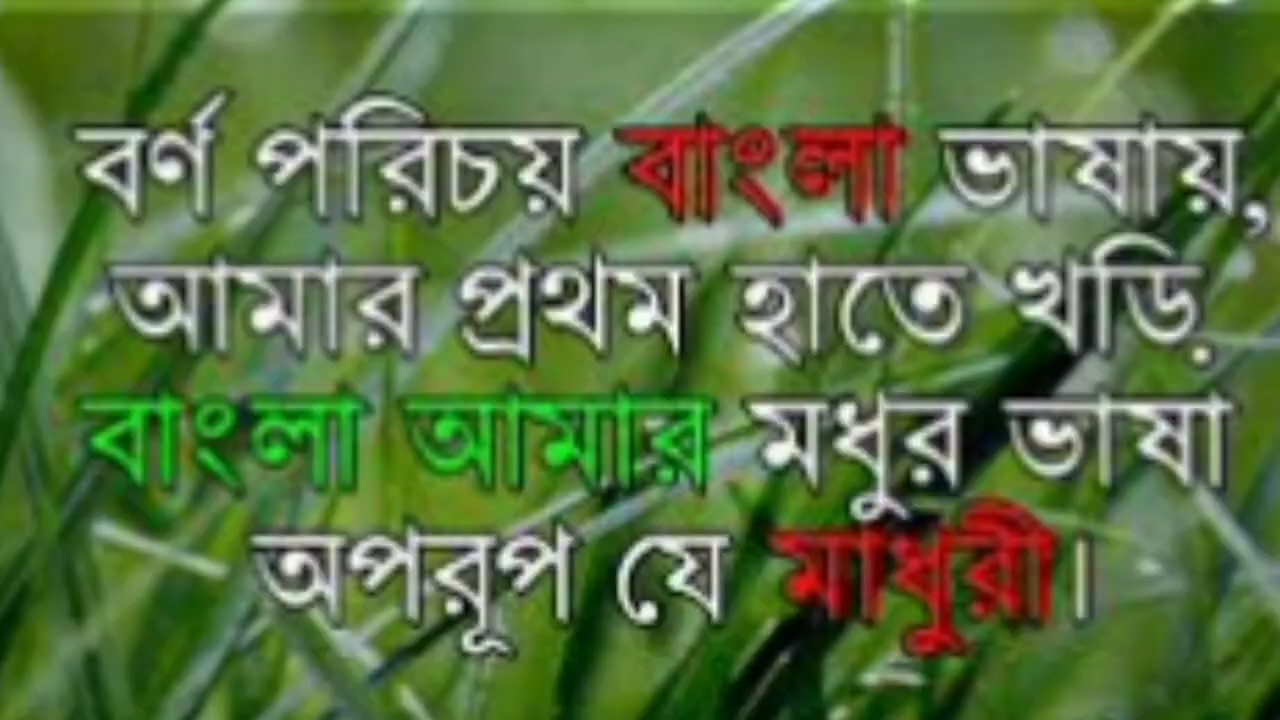 বর্ণ পরিচয় বাংলা ভাষায়,
আমার প্রথম হাতে খড়ি
বাংলা আমার মধুর ভাষা
অপরূপ যে মাধুরী।